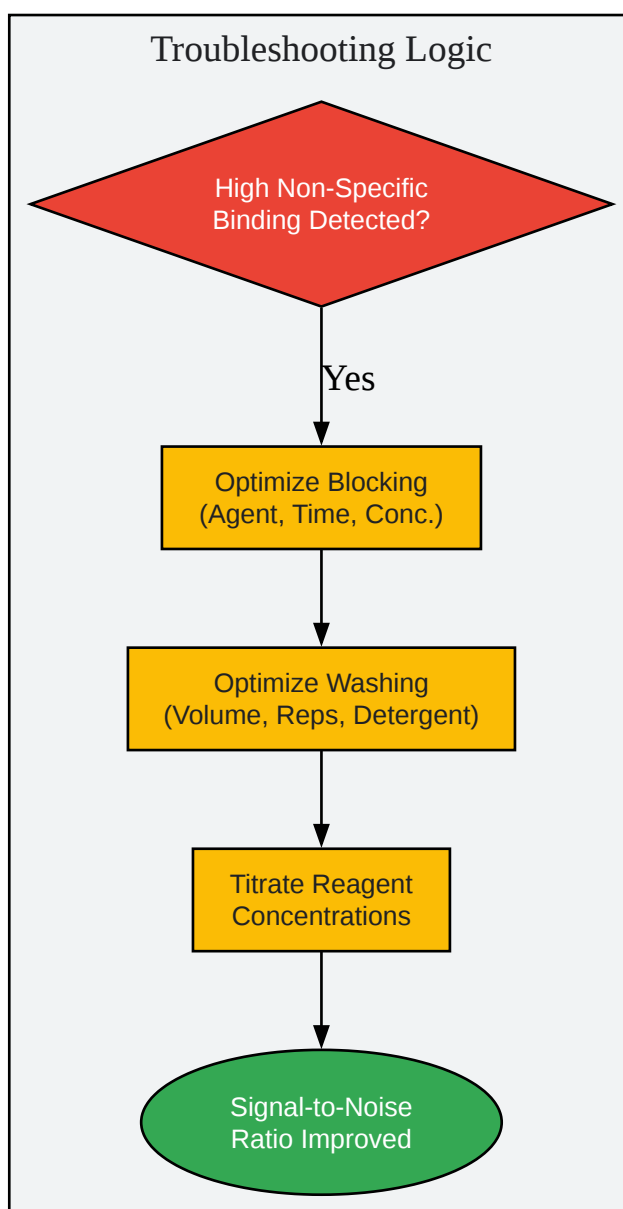 Troubleshooting Logic
High Non-Specific
Binding Detected?
Yes
Optimize Blocking
(Agent, Time, Conc.)
Optimize Washing
(Volume, Reps, Detergent)
Titrate Reagent
Concentrations
Signal-to-Noise
Ratio Improved